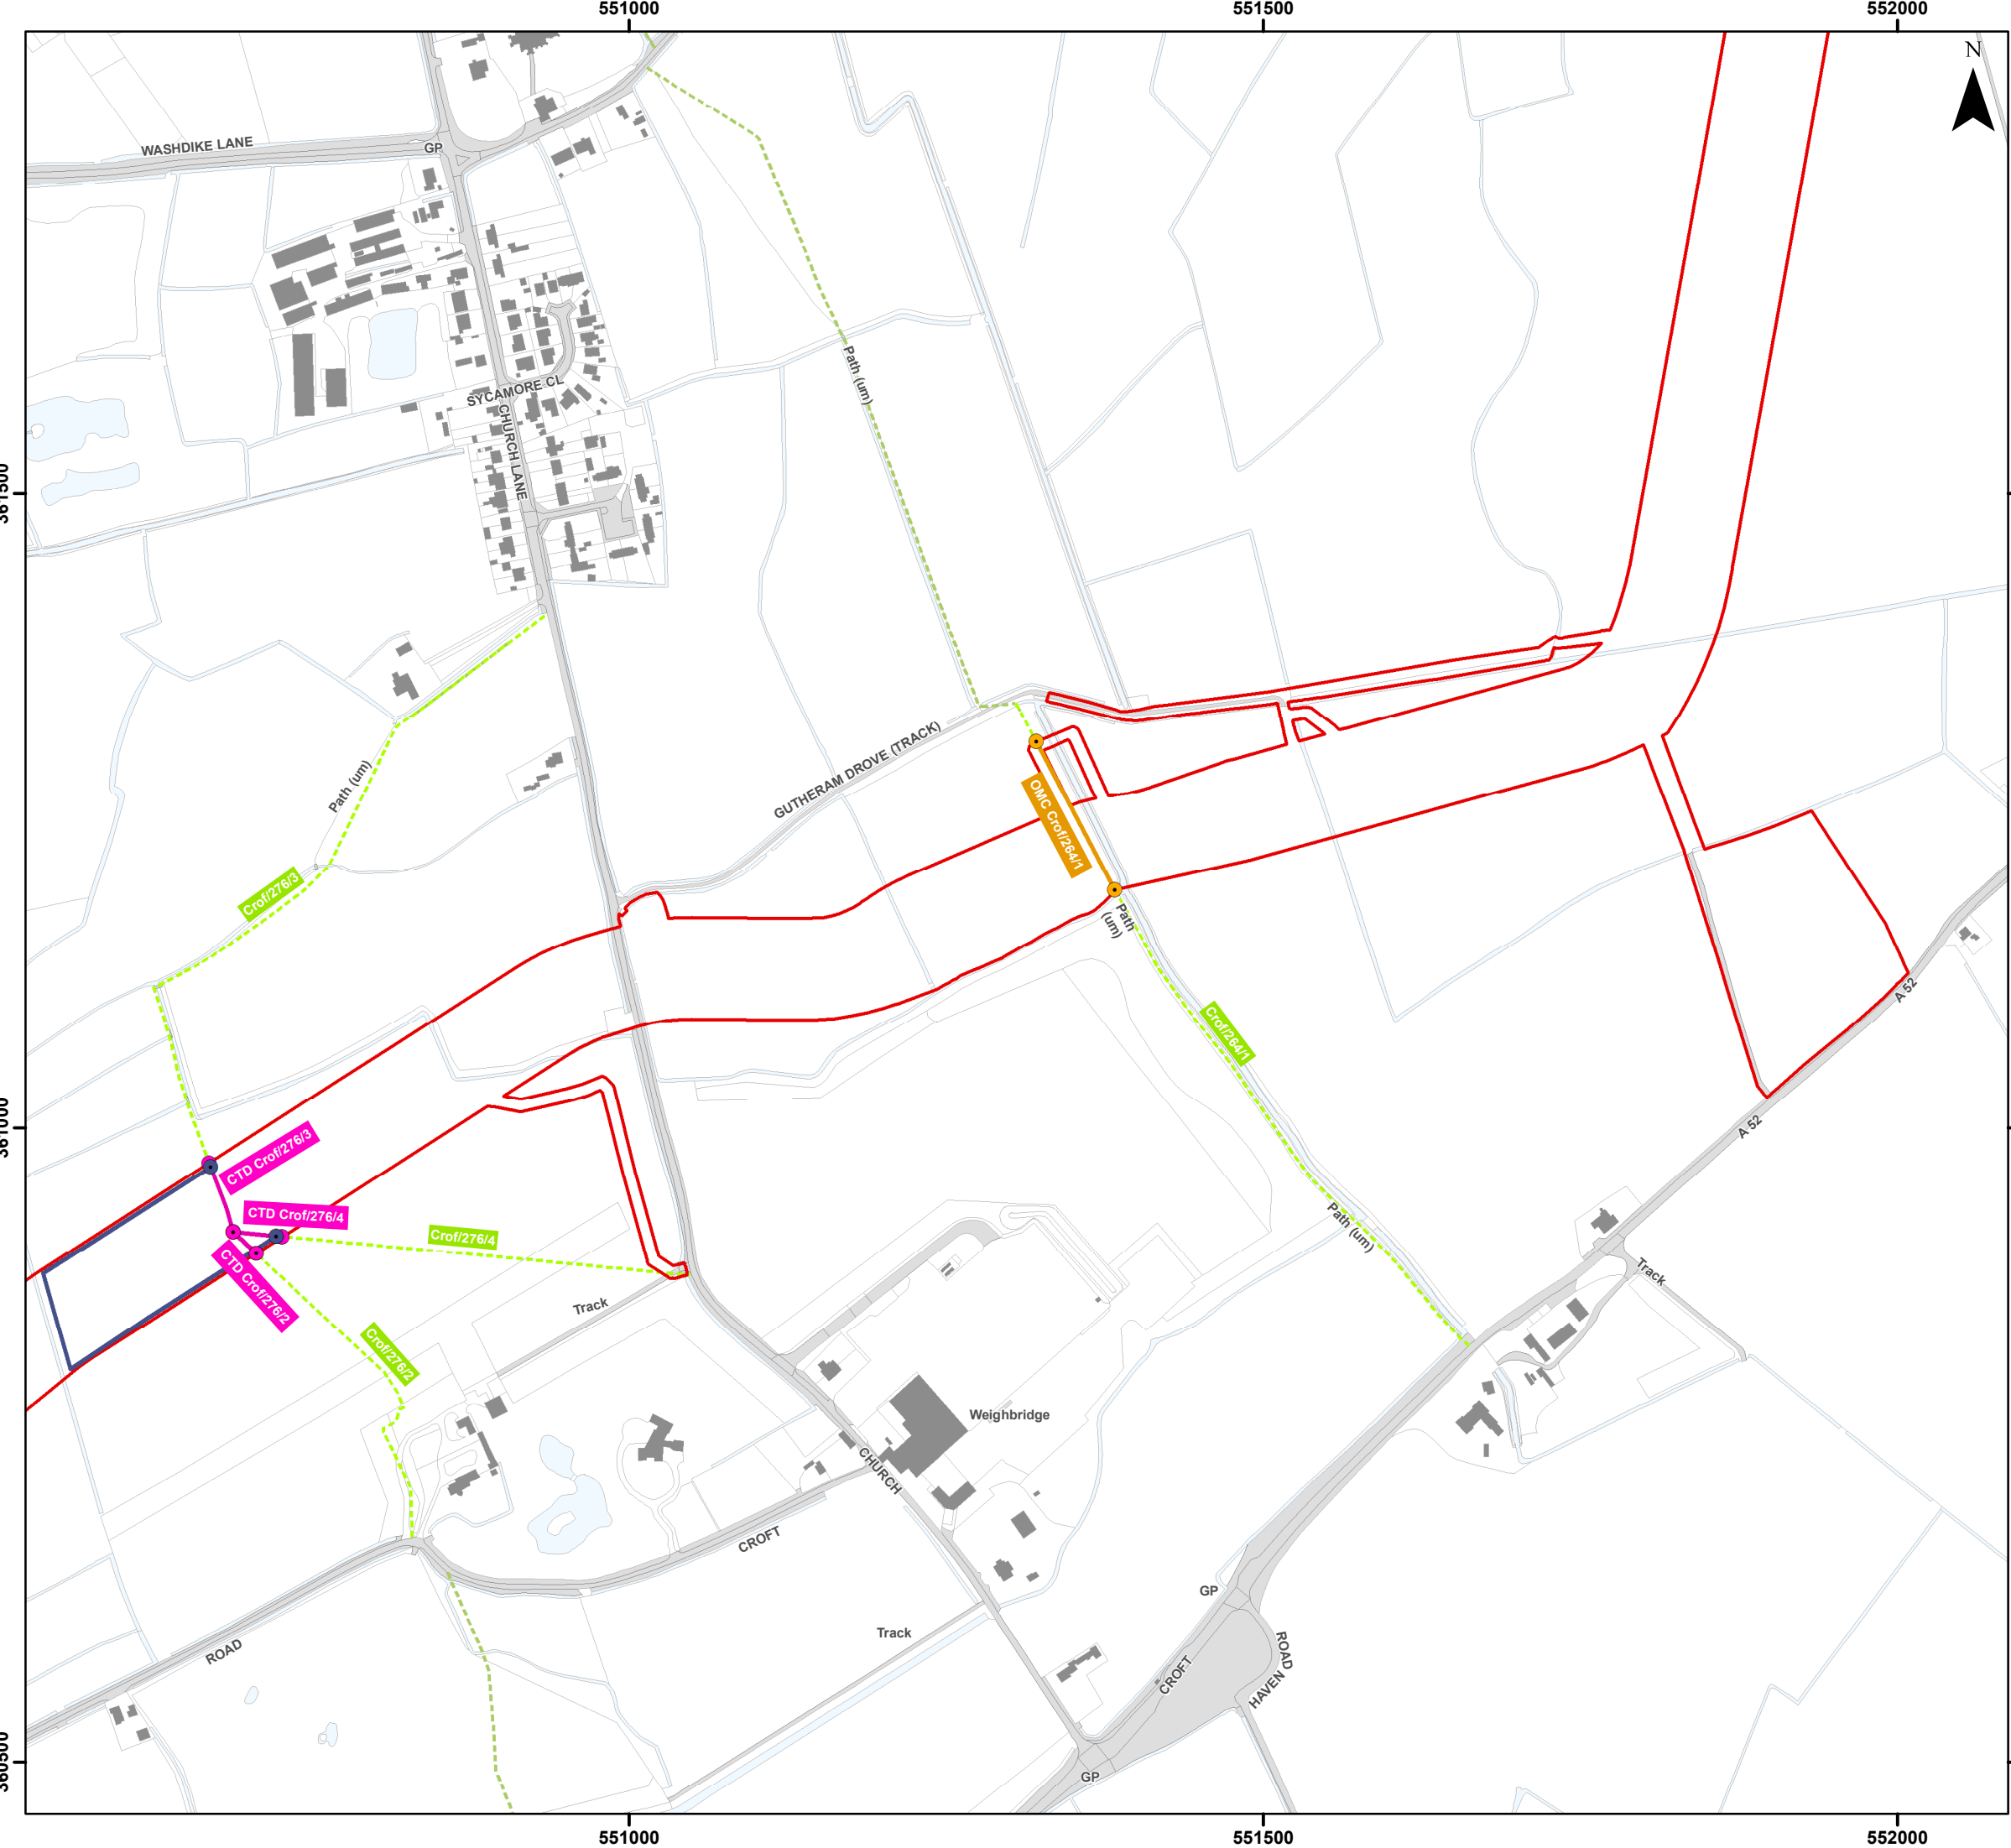 551000
551500
552000
N
WASHDIKE LANE
GP
Path (um)
SYCAMORE CL
CHURCH LANE
361500
GUTHERAM DROVE (TRACK)
Path (um)
OMC Crof/264/1
Crof/276/3
Path
(um)
A 52
Crof/264/1
361000
A 52
CTD Crof/276/3
CTD Crof/276/4
Crof/276/4
Path (um)
CTD Crof/276/2
Track
Track
Crof/276/2
Weighbridge
CHURCH
CROFT
GP
Track
ROAD
ROAD
CROFT
HAVEN
360500
GP
551000
551500
552000